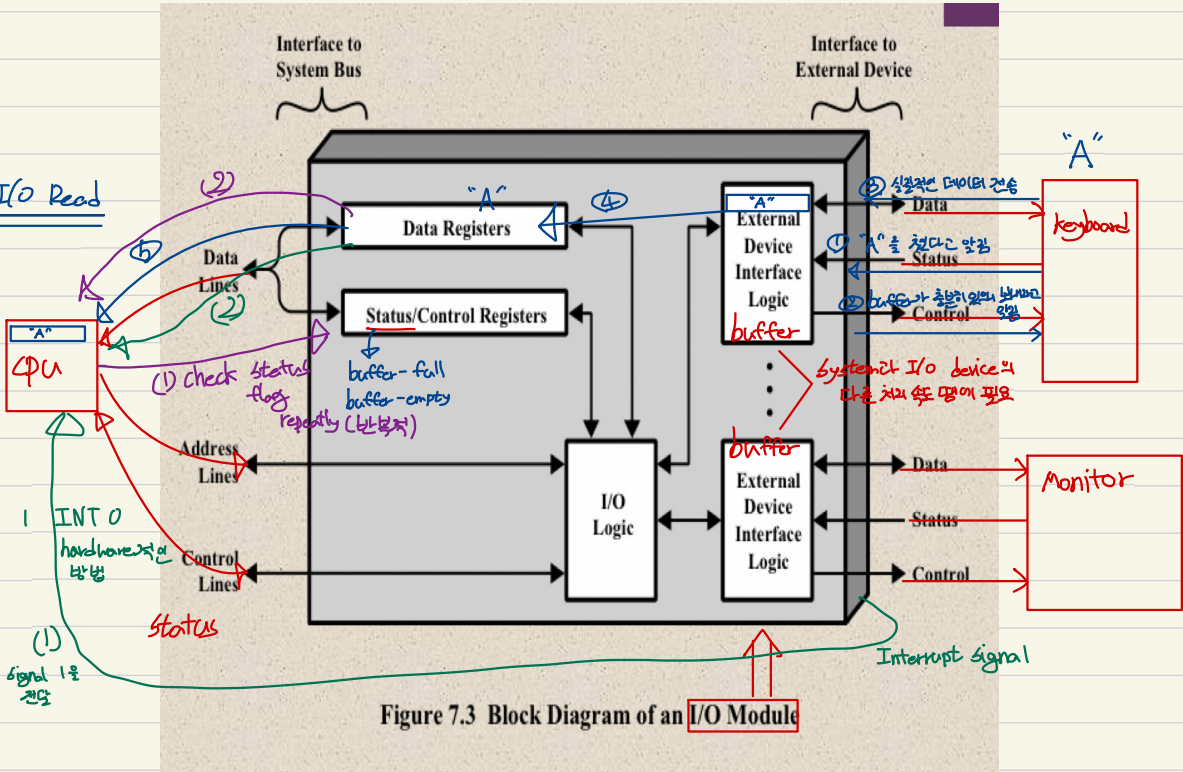 Interface to
System Bus
Interface to
External Device
"A"
I/O Read
(2)
"A"
④
③ 실질적인 데이터 전송
Data
keyboard
"A"
External
Device
Interface
Logic
buffer
Data Registers
⑤
Data
Lines
(2)
① "A"을 쳤다고 알림
Status
② buffer가 충분히 있으니 보내라고
알림
Control
Status/Control Registers
"A"
CPU
(1) check status
flag
repeatly (반복적)
buffer-full
buffer-empty
System과 I/O device의
다른 처리 속도 땜에 필요
buffer
Address
Lines
I/O
Logic
External
Device
Interface
Logic
Data
Monitor
Status
Control
1 INTO
hardware적인
방법
Control
Lines
Status
(1)
signal 1을
전달
Interrupt signal
Figure 7.3 Block Diagram of an I/O Module